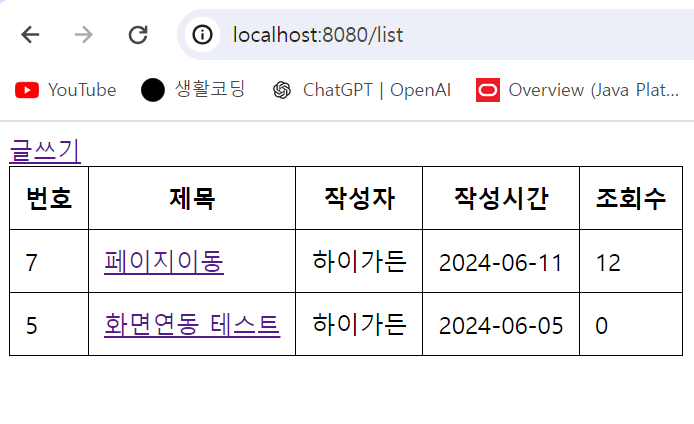 localhost:8080/list
YouTube 생활코딩 ChatGPT | OpenAI Overview (Java Plat...
글쓰기
번호 제목 작성자 작성시간 조회수
7 페이지이동 하이가든 2024-06-11 12
5 화면연동 테스트 하이가든 2024-06-05 0